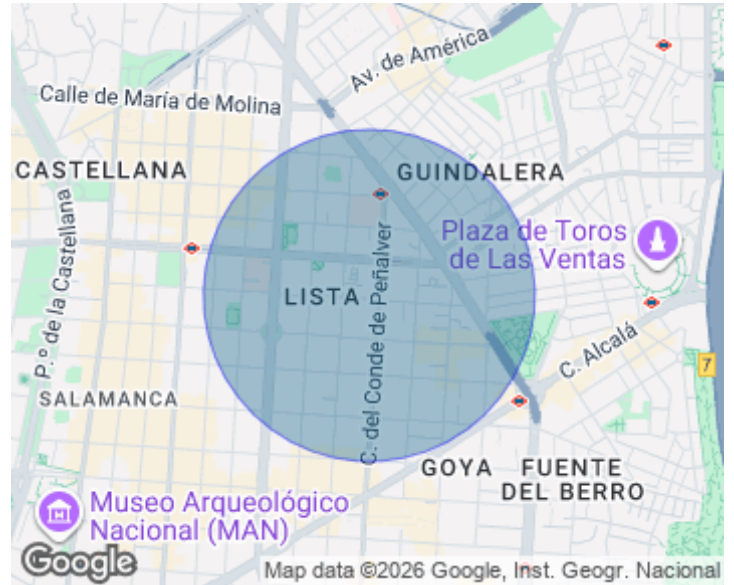 Av. de América
Calle de María de Molina
CASTELLANA
GUINDALERA
P.º de la Castellana
Plaza de Toros
de Las Ventas
C. del Conde de Peñalver
LISTA
C. Alcalá
7
SALAMANCA
GOYA
FUENTE
DEL BERRO
Museo Arqueológico
Nacional (MAN)
Google
Map data ©2026 Google, Inst. Geogr. Nacional